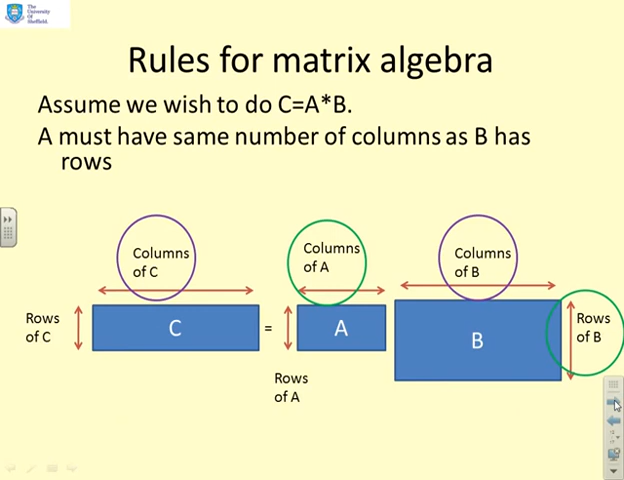 The
University
Of
Sheffield.
Rules for matrix algebra
Assume we wish to do C=A*B.
A must have same number of columns as B has
rows
Columns
of C
Columns
of A
Columns
of B
Rows
of C
C
=
A
B
Rows
of B
Rows
of A